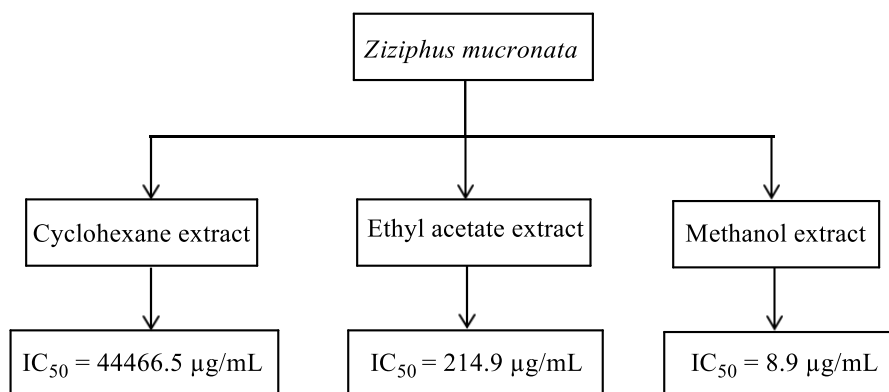 Ziziphus mucronata
Cyclohexane extract
Ethyl acetate extract
Methanol extract
IC₅₀ = 44466.5 µg/mL
IC₅₀ = 214.9 µg/mL
IC₅₀ = 8.9 µg/mL